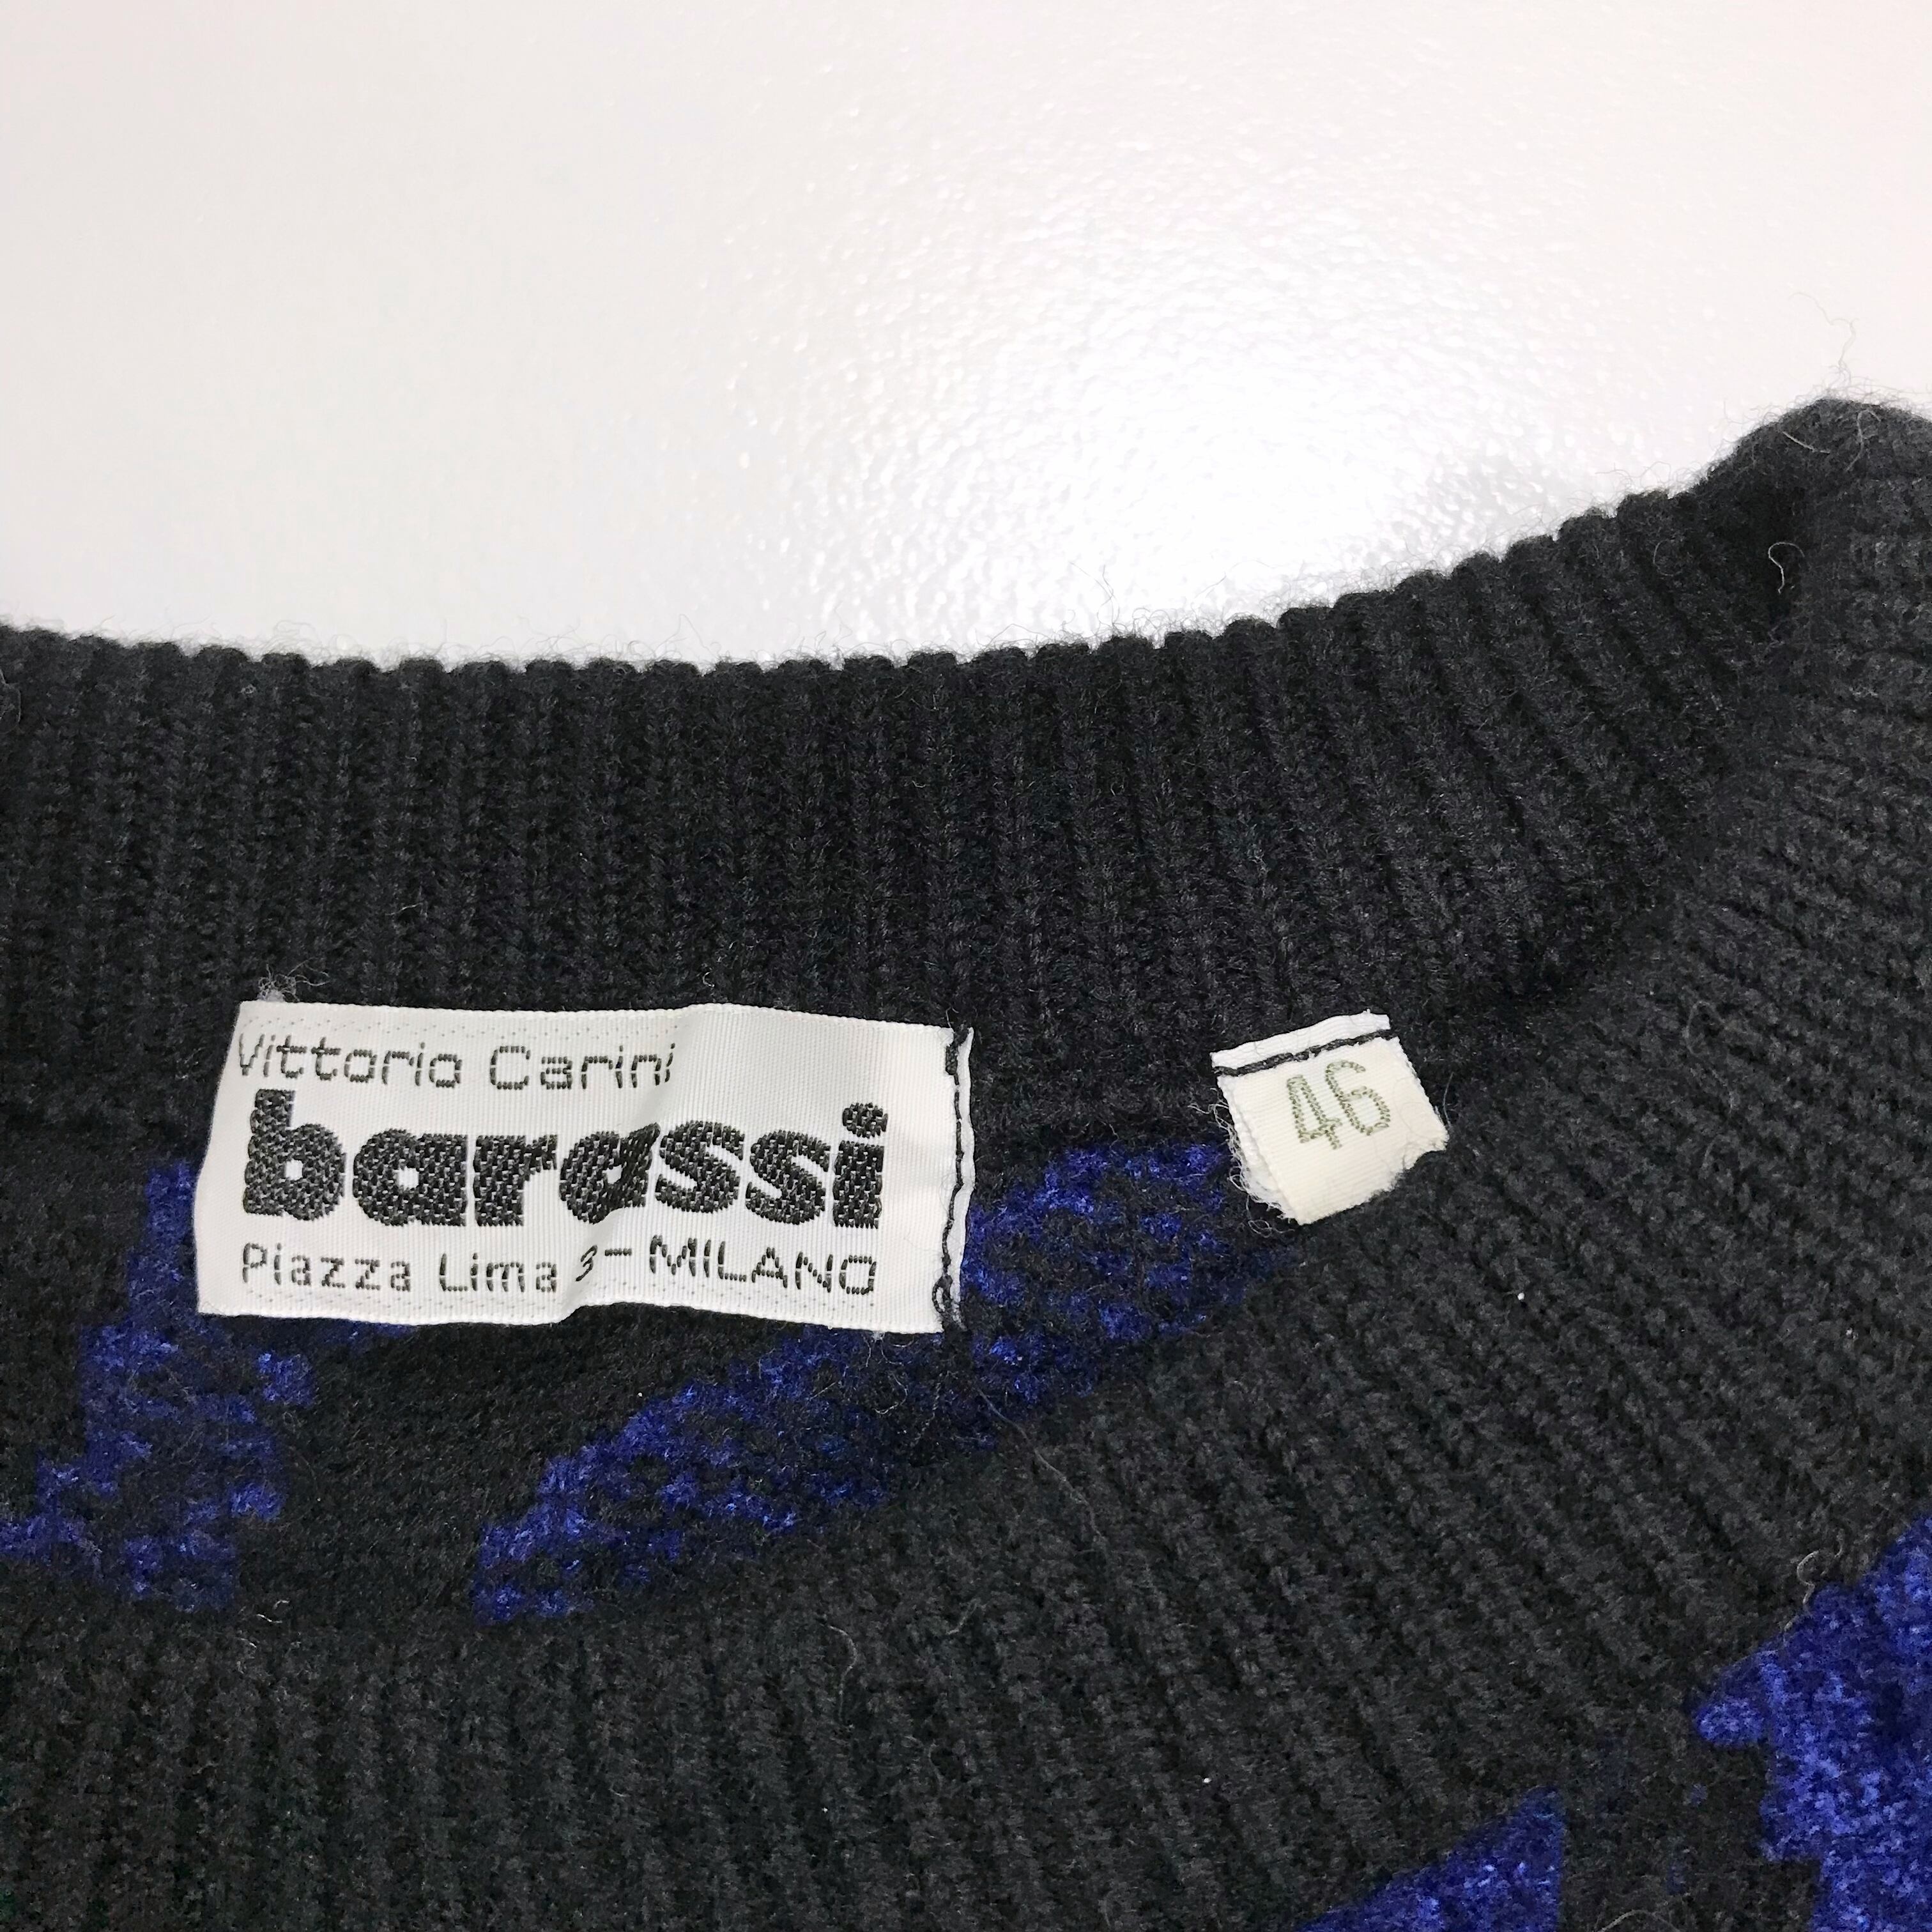 Vittorio Carini
barassi
Piazza Lima 3 - MILANO
46